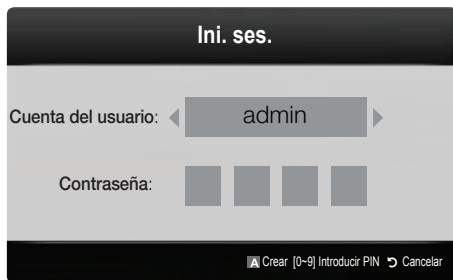 Ini. ses.
Cuenta del usuario: admin
Contraseña:
A Crear [0~9] Introducir PIN Cancelar